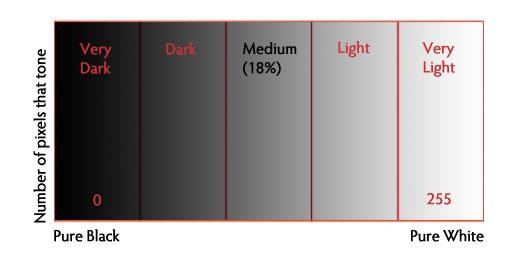 Number of pixels that tone
Very
Dark
Dark
Medium
(18%)
Light
Very
Light
0
255
Pure Black
Pure White